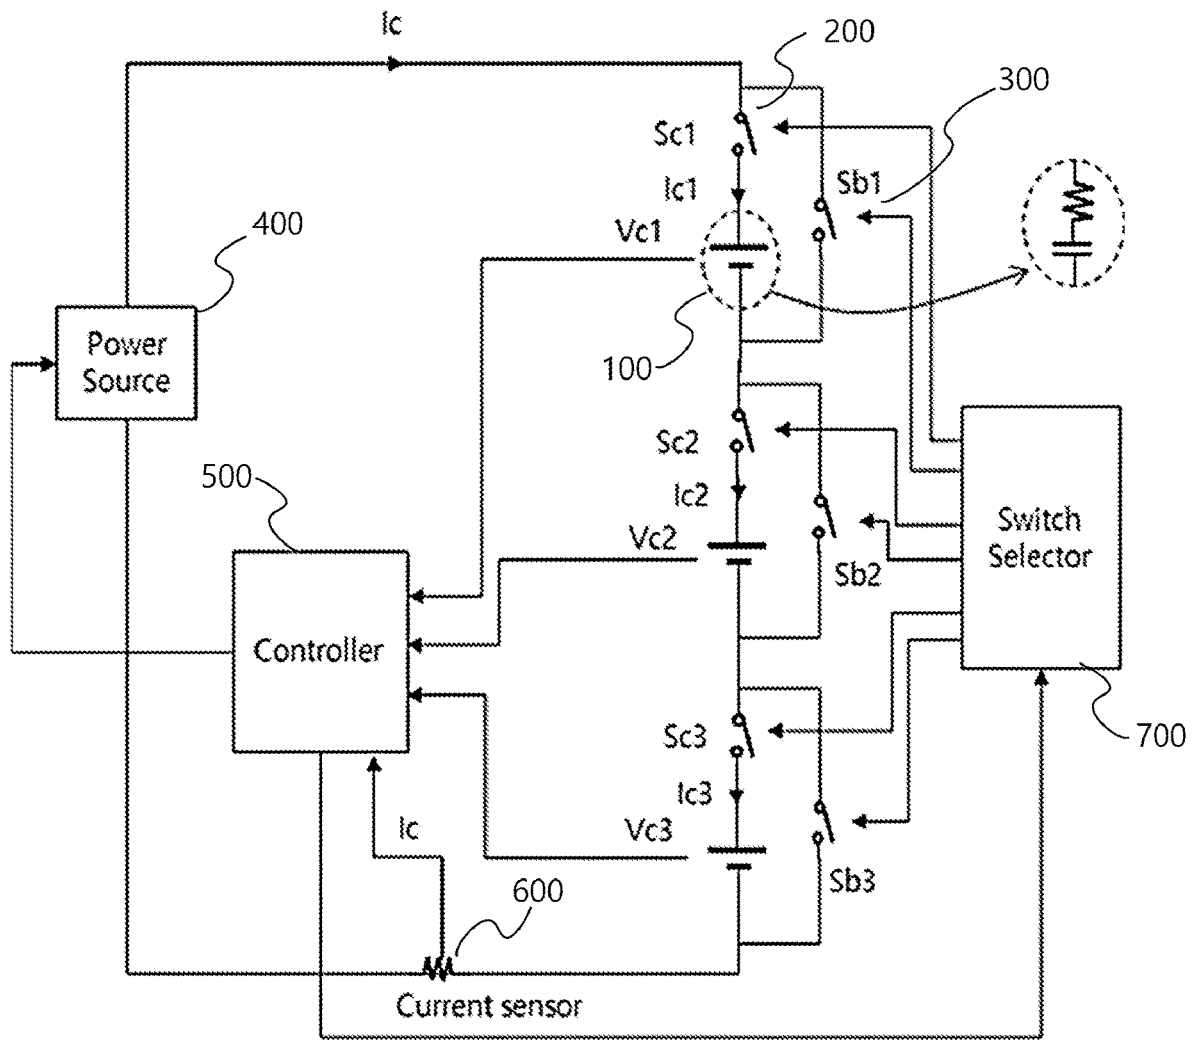 Ic
200
300
Sc1
Ic1
Sb1
Vc1
400
Power
Source
100
Sc2
500
Ic2
Switch
Selector
Vc2
Sb2
Controller
Sc3
700
Ic3
Ic
Vc3
Sb3
600
Current sensor